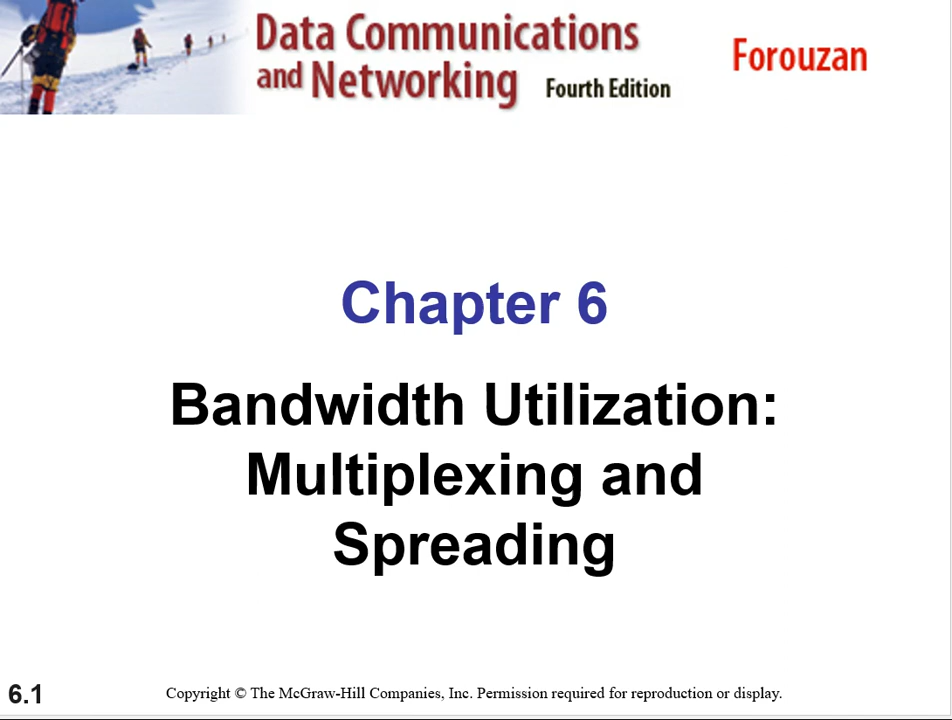 Data Communications
and Networking Fourth Edition
Forouzan
Chapter 6
Bandwidth Utilization:
Multiplexing and
Spreading
6.1
Copyright © The McGraw-Hill Companies, Inc. Permission required for reproduction or display.